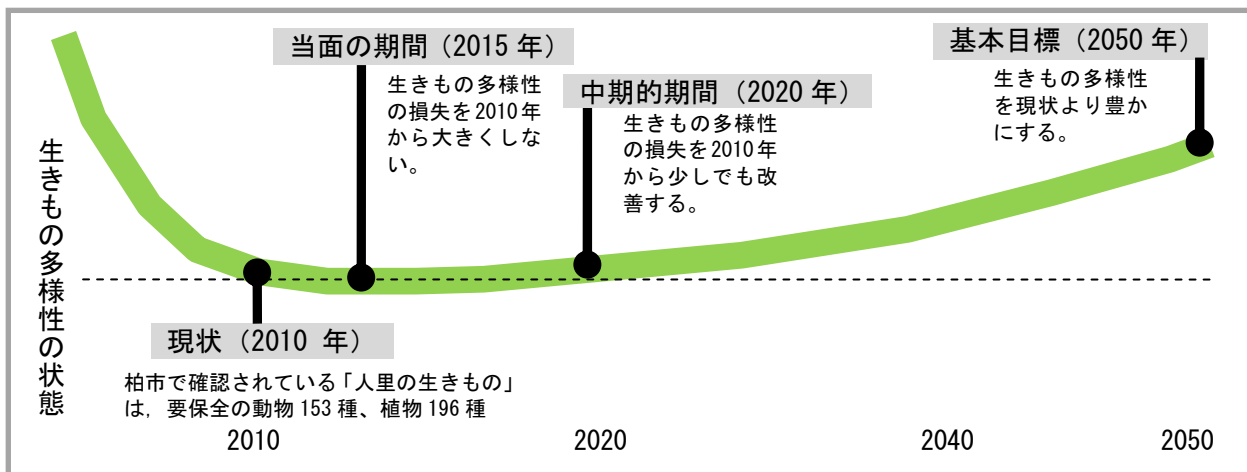 当面の期間（2015 年）
生きもの多様性
の損失を2010年
から大きくしな
い。
中期的期間（2020 年）
生きもの多様性
の損失を2010年
から少しでも改
善する。
基本目標（2050 年）
生きもの多様性
を現状より豊か
にする。
生きもの多様性の状態
現状（2010 年）
柏市で確認されている「人里の生きもの」
は，要保全の動物 153 種、植物 196 種
2010
2020
2040
2050